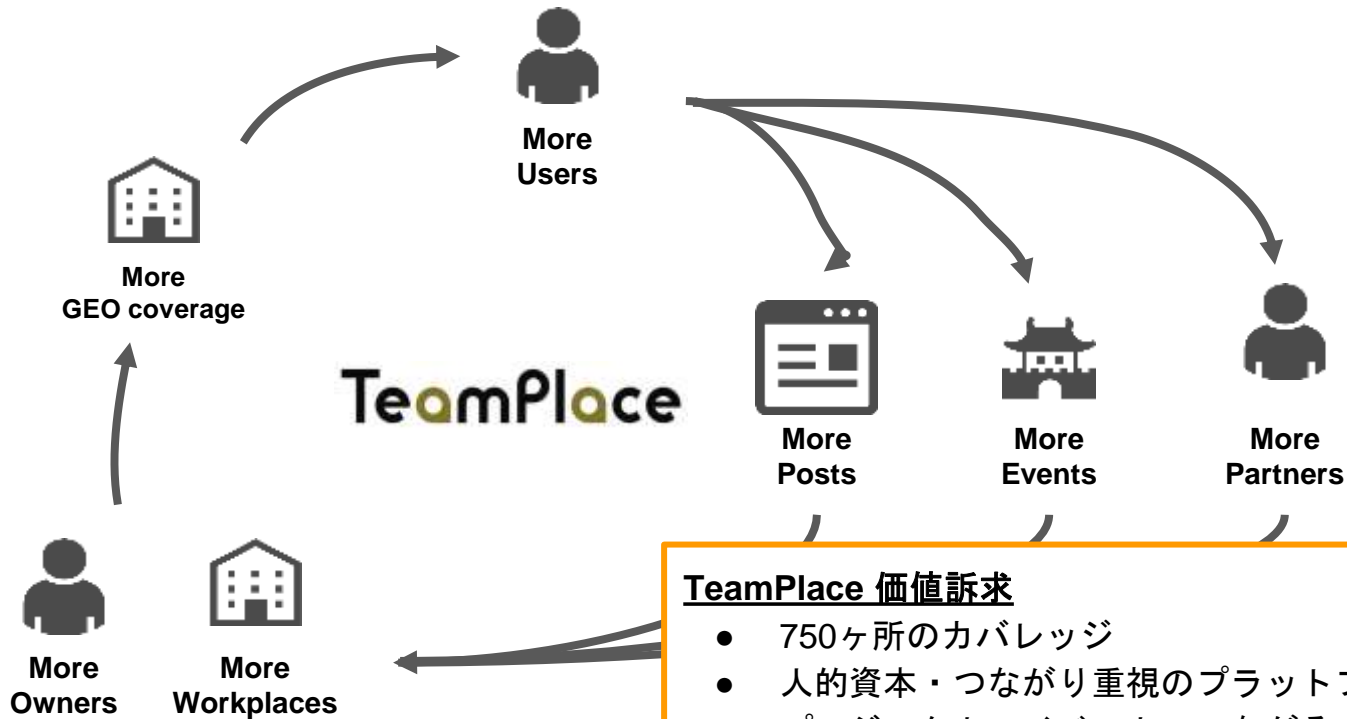 More
Users
More
GEO coverage
TeamPlace
More
Posts
More
Events
More
Partners
More
Owners
More
Workplaces
TeamPlace 価値訴求
● 750ヶ所のカバレッジ
● 人的資本・つながり重視のプラット